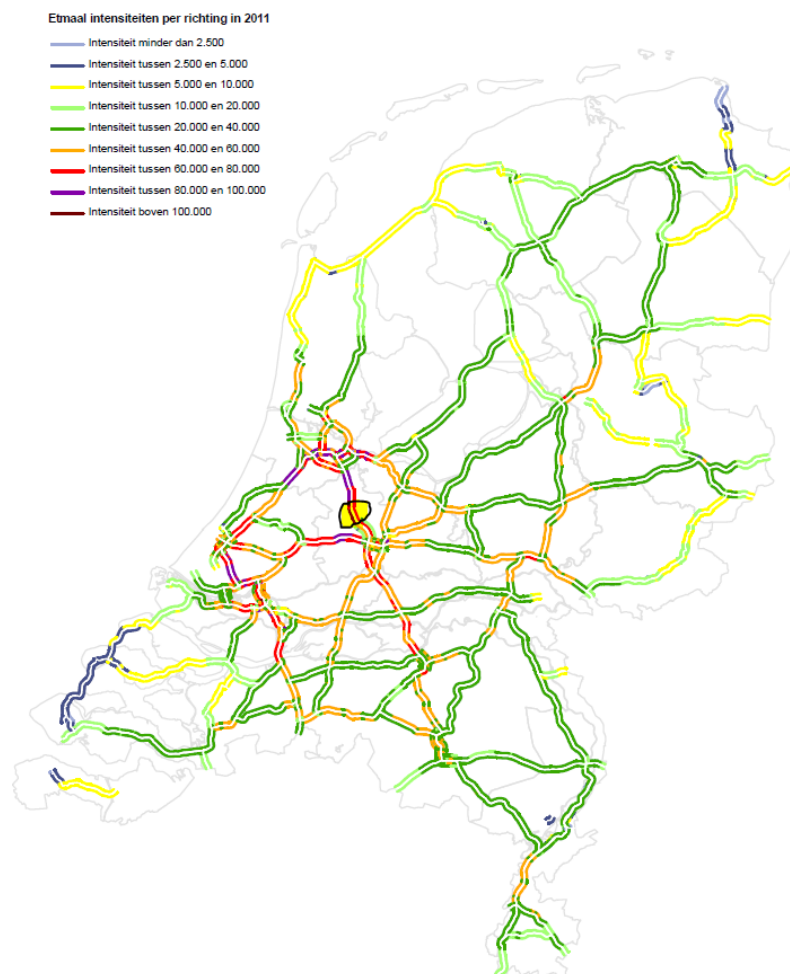 Etmaal intensiteiten per richting in 2011
Intensiteit minder dan 2.500
Intensiteit tussen 2.500 en 5.000
Intensiteit tussen 5.000 en 10.000
Intensiteit tussen 10.000 en 20.000
Intensiteit tussen 20.000 en 40.000
Intensiteit tussen 40.000 en 60.000
Intensiteit tussen 60.000 en 80.000
Intensiteit tussen 80.000 en 100.000
Intensiteit boven 100.000